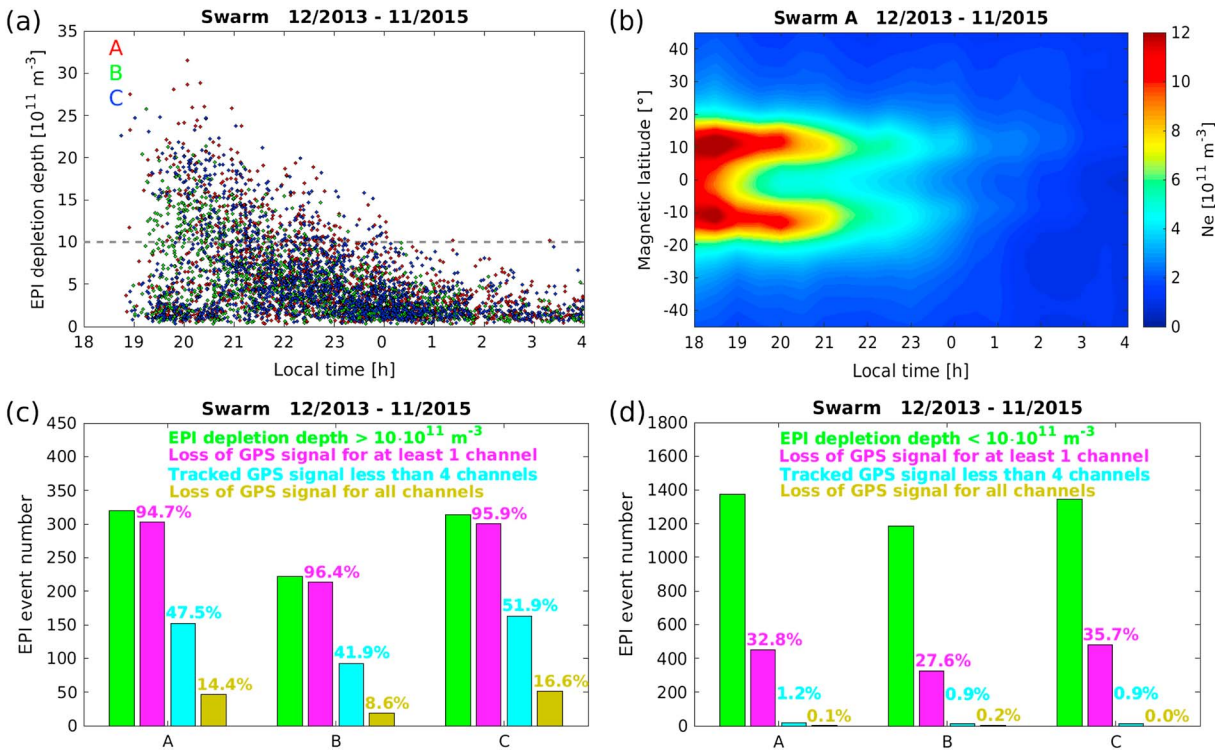 (a)
Swarm 12/2013 - 11/2015
A
B
C
EPI depletion depth [10¹¹ m⁻³]
35
30
25
20
15
10
5
0
18 19 20 21 22 23 0 1 2 3 4
Local time [h]
(b)
Swarm A 12/2013 - 11/2015
Magnetic latitude [°]
40
30
20
10
0
-10
-20
-30
-40
18 19 20 21 22 23 0 1 2 3 4
Local time [h]
12
10
8
6
4
2
0
Ne [10¹¹ m⁻³]
(c)
Swarm 12/2013 - 11/2015
EPI depletion depth > 10·10¹¹ m⁻³
Loss of GPS signal for at least 1 channel
Tracked GPS signal less than 4 channels
Loss of GPS signal for all channels
EPI event number
450
400
350
300
250
200
150
100
50
0
94.7%
47.5%
14.4%
96.4%
41.9%
8.6%
95.9%
51.9%
16.6%
A B C
(d)
Swarm 12/2013 - 11/2015
EPI depletion depth < 10·10¹¹ m⁻³
Loss of GPS signal for at least 1 channel
Tracked GPS signal less than 4 channels
Loss of GPS signal for all channels
EPI event number
1800
1600
1400
1200
1000
800
600
400
200
0
32.8%
1.2%
0.1%
27.6%
0.9%
0.2%
35.7%
0.9%
0.0%
A B C